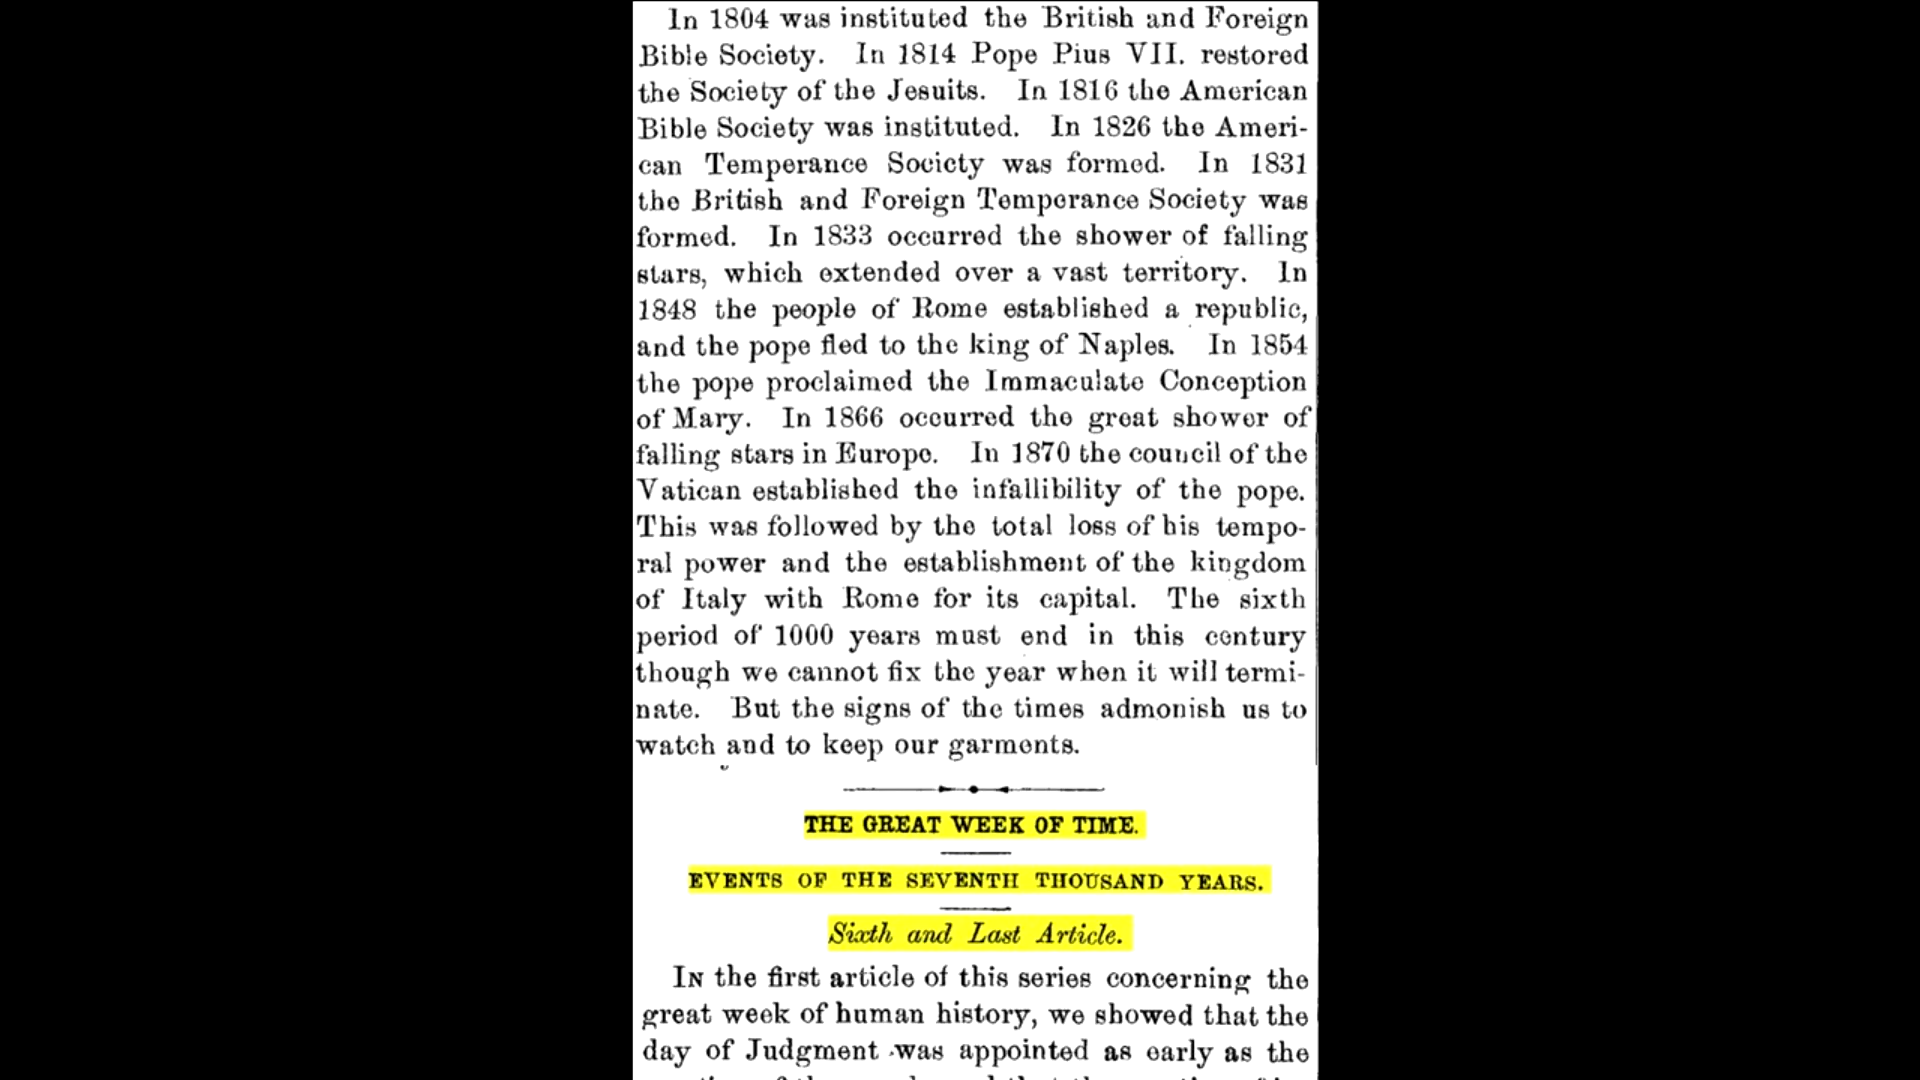 In 1804 was instituted the British and Foreign
Bible Society. In 1814 Pope Pius VII. restored
the Society of the Jesuits. In 1816 the American
Bible Society was instituted. In 1826 the Ameri-
can Temperance Society was formed. In 1831
the British and Foreign Temperance Society was
formed. In 1833 occurred the shower of falling
stars, which extended over a vast territory. In
1848 the people of Rome established a republic,
and the pope fled to the king of Naples. In 1854
the pope proclaimed the Immaculate Conception
of Mary. In 1866 occurred the great shower of
falling stars in Europe. In 1870 the council of the
Vatican established the infallibility of the pope.
This was followed by the total loss of his tempo-
ral power and the establishment of the kingdom
of Italy with Rome for its capital. The sixth
period of 1000 years must end in this century
though we cannot fix the year when it will termi-
nate. But the signs of the times admonish us to
watch and to keep our garments.
THE GREAT WEEK OF TIME.
EVENTS OF THE SEVENTH THOUSAND YEARS.
Sixth and Last Article.
IN the first article of this series concerning the
great week of human history, we showed that the
day of Judgment was appointed as early as the